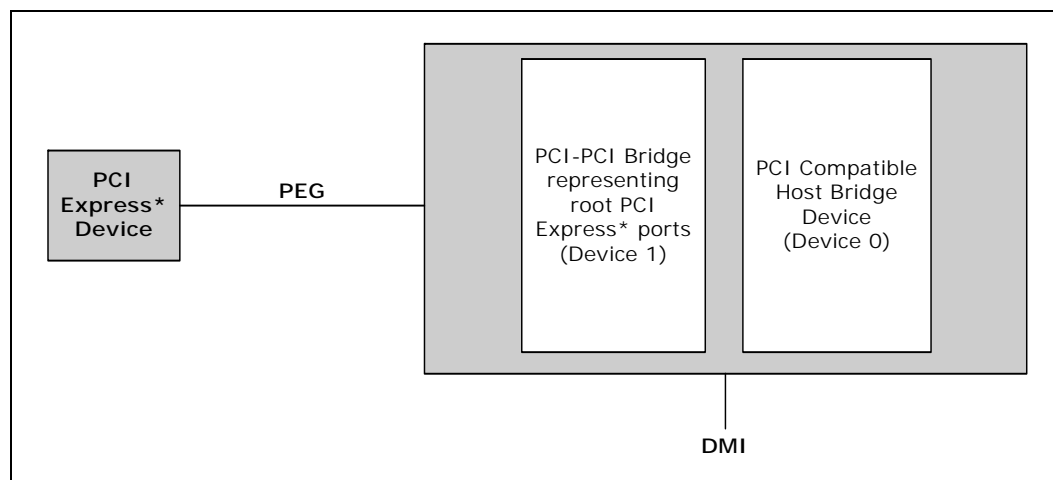 PCI
Express*
Device
PEG
PCI-PCI Bridge
representing
root PCI
Express* ports
(Device 1)
PCI Compatible
Host Bridge
Device
(Device 0)
DMI